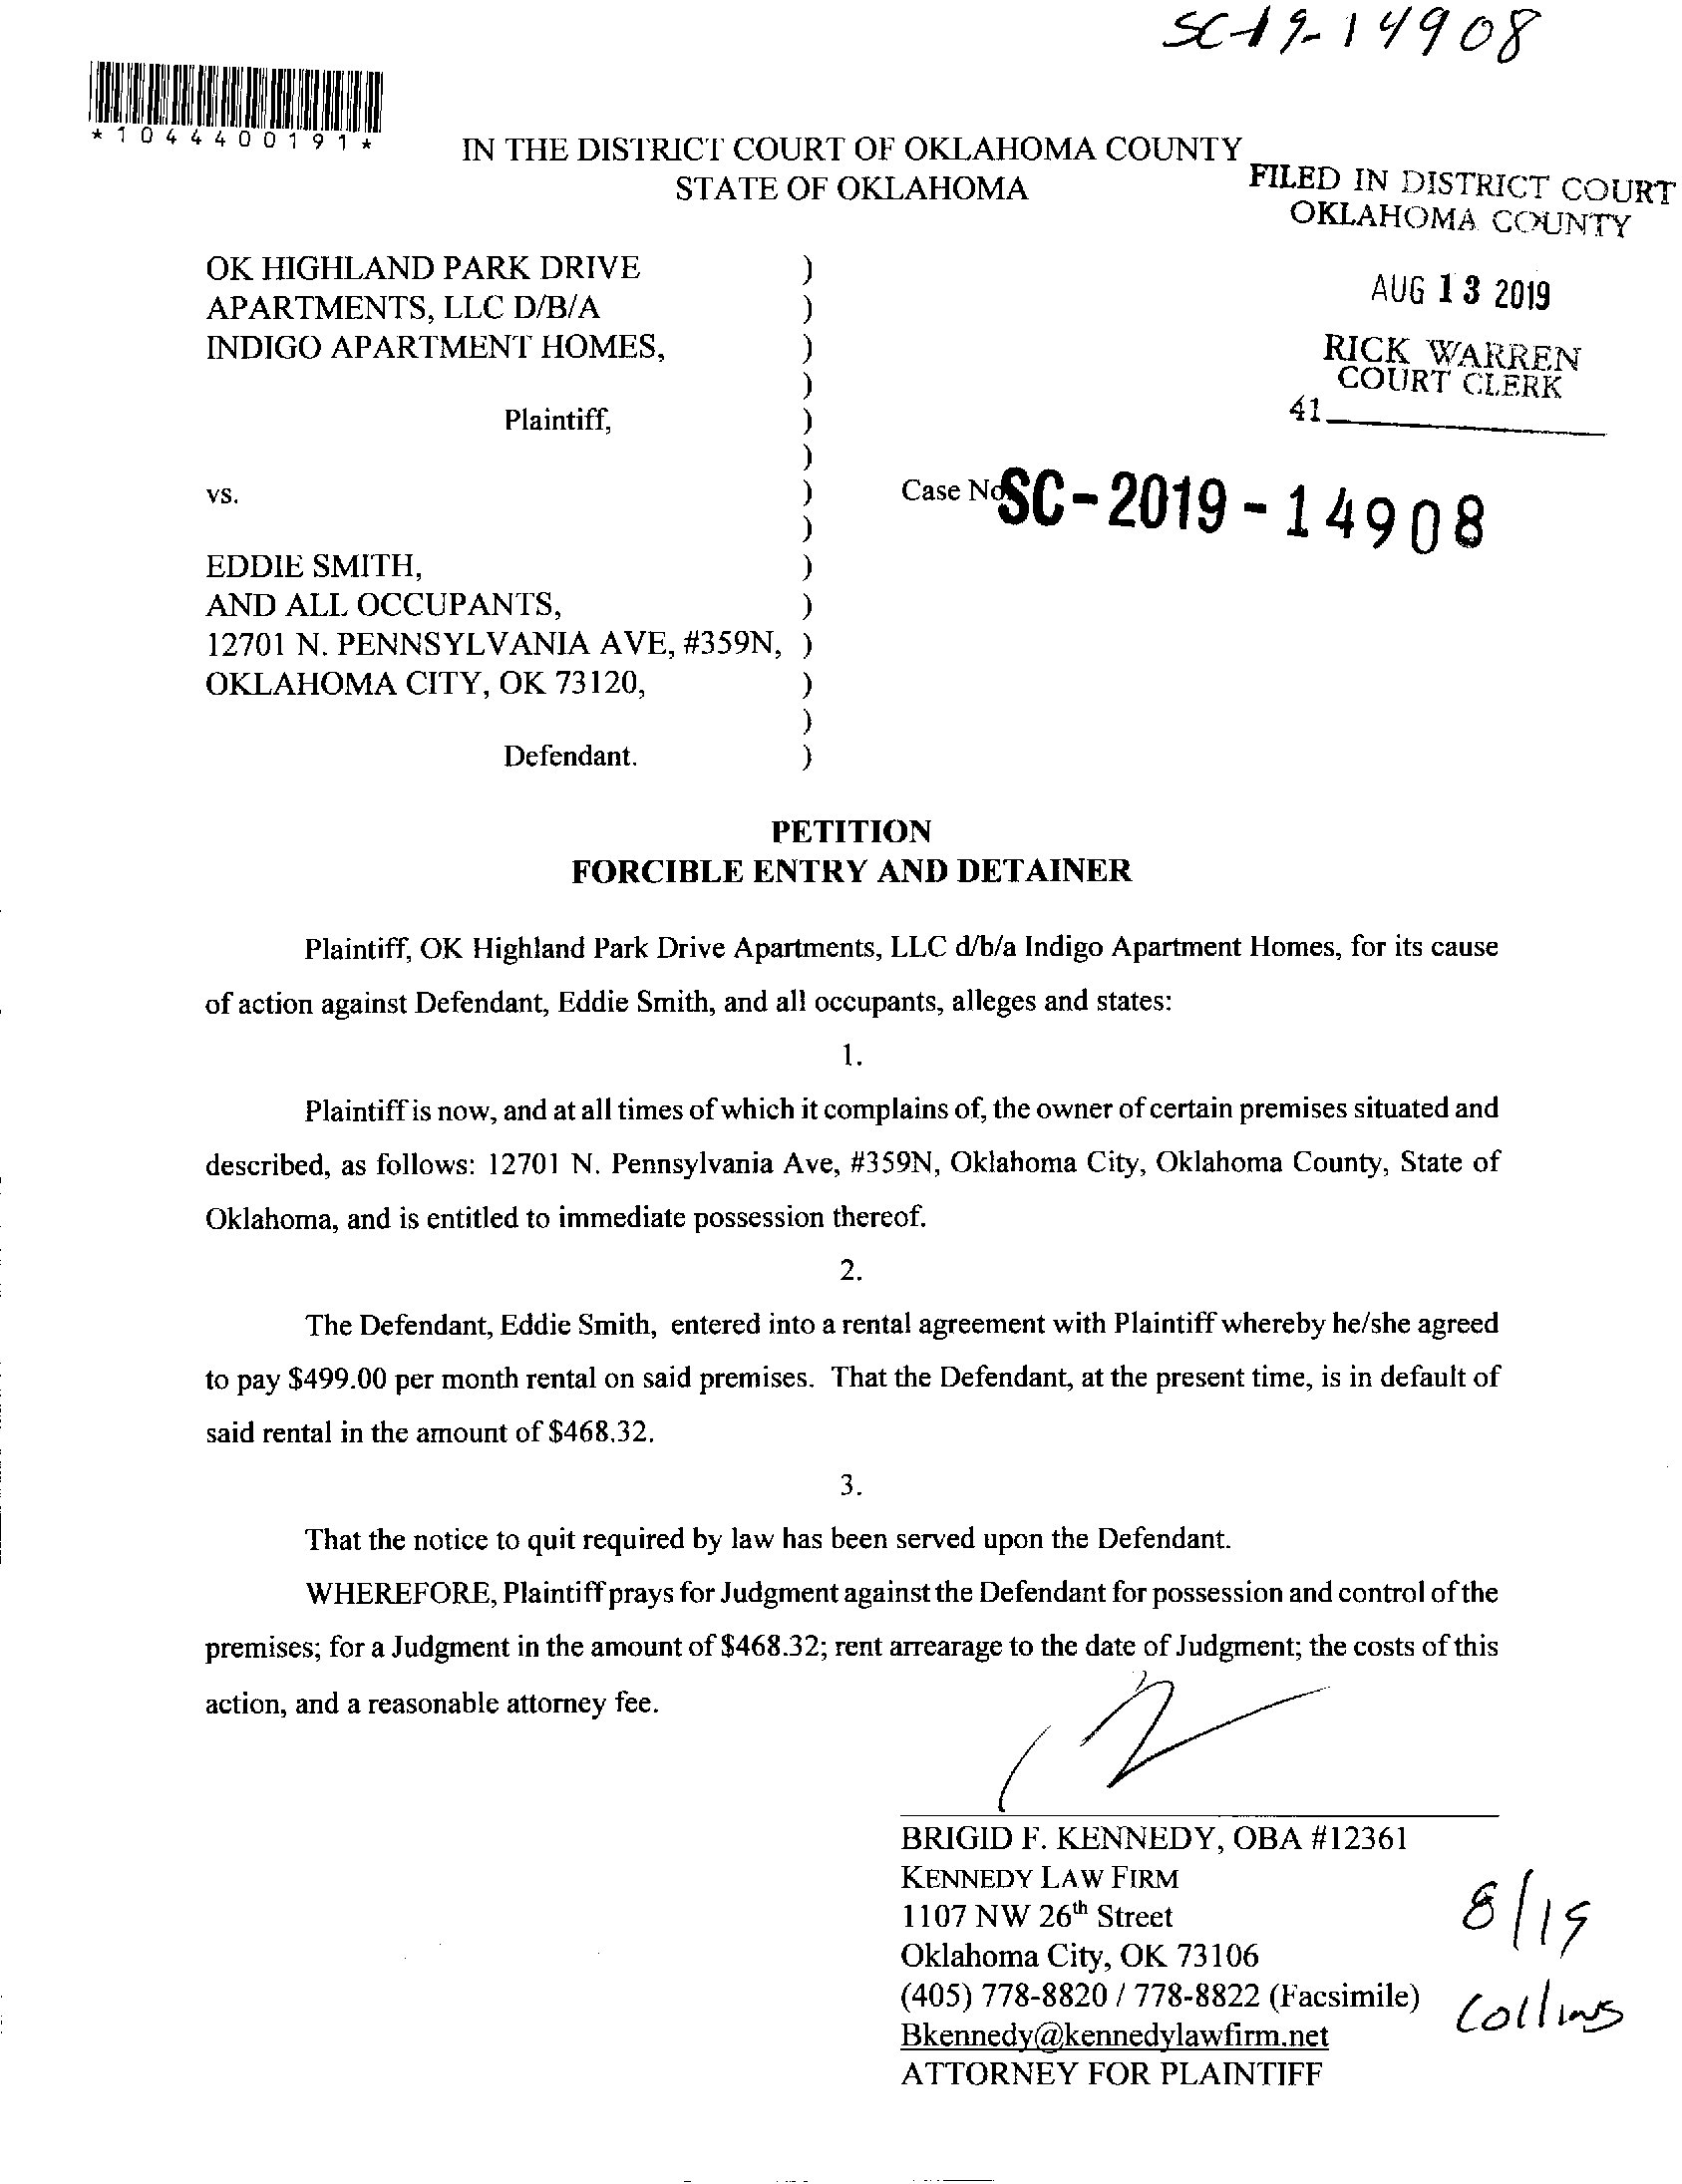 SC-19-14908
*1044400191*
IN THE DISTRICT COURT OF OKLAHOMA COUNTY
STATE OF OKLAHOMA
FILED IN DISTRICT COURT
OKLAHOMA COUNTY
AUG 13 2019
RICK WARREN
COURT CLERK
41
OK HIGHLAND PARK DRIVE )
APARTMENTS, LLC D/B/A )
INDIGO APARTMENT HOMES, )
)
Plaintiff, )
)
vs. )
Case No. SC-2019-14908
)
EDDIE SMITH, )
AND ALL OCCUPANTS, )
12701 N. PENNSYLVANIA AVE, #359N, )
OKLAHOMA CITY, OK 73120, )
)
Defendant. )
PETITION
FORCIBLE ENTRY AND DETAINER
Plaintiff, OK Highland Park Drive Apartments, LLC d/b/a Indigo Apartment Homes, for its cause
of action against Defendant, Eddie Smith, and all occupants, alleges and states:
1.
Plaintiff is now, and at all times of which it complains of, the owner of certain premises situated and
described, as follows: 12701 N. Pennsylvania Ave, #359N, Oklahoma City, Oklahoma County, State of
Oklahoma, and is entitled to immediate possession thereof.
2.
The Defendant, Eddie Smith, entered into a rental agreement with Plaintiff whereby he/she agreed
to pay $499.00 per month rental on said premises. That the Defendant, at the present time, is in default of
said rental in the amount of $468.32.
3.
That the notice to quit required by law has been served upon the Defendant.
WHEREFORE, Plaintiff prays for Judgment against the Defendant for possession and control of the
premises; for a Judgment in the amount of $468.32; rent arrearage to the date of Judgment; the costs of this
action, and a reasonable attorney fee.
BRIGID F. KENNEDY, OBA #12361
KENNEDY LAW FIRM
1107 NW 26th Street
Oklahoma City, OK 73106
(405) 778-8820 / 778-8822 (Facsimile)
Bkennedy@kennedylawfirm.net
ATTORNEY FOR PLAINTIFF
8/19
Collins